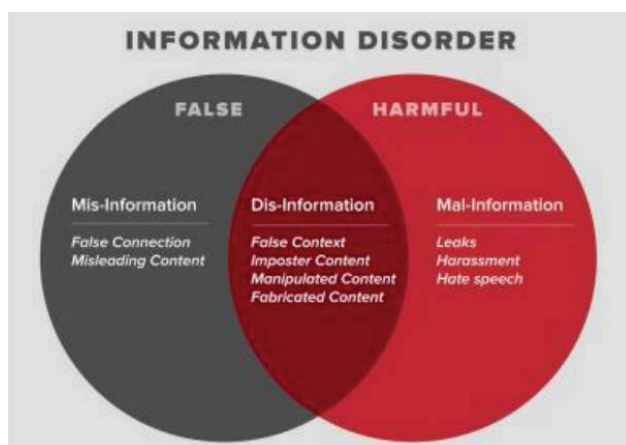 INFORMATION DISORDER
FALSE
HARMFUL
Mis-Information
False Connection
Misleading Content
Dis-Information
False Context
Imposter Content
Manipulated Content
Fabricated Content
Mal-Information
Leaks
Harassment
Hate speech